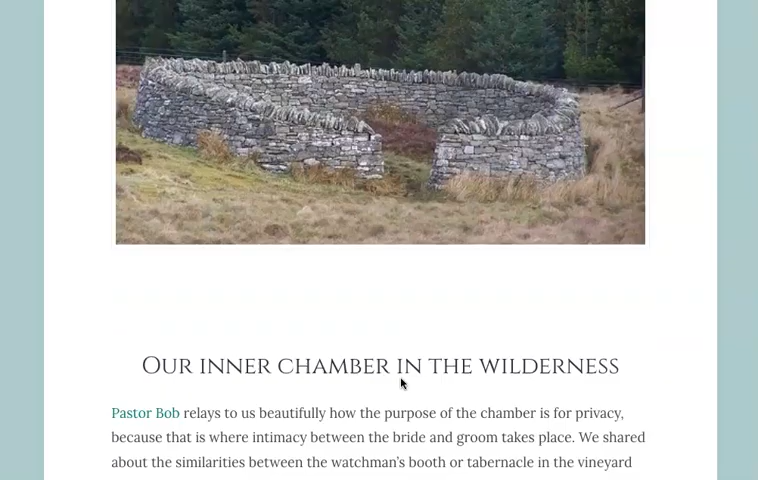 Our inner chamber in the wilderness
Pastor Bob relays to us beautifully how the purpose of the chamber is for privacy,
because that is where intimacy between the bride and groom takes place. We shared
about the similarities between the watchman's booth or tabernacle in the vineyard